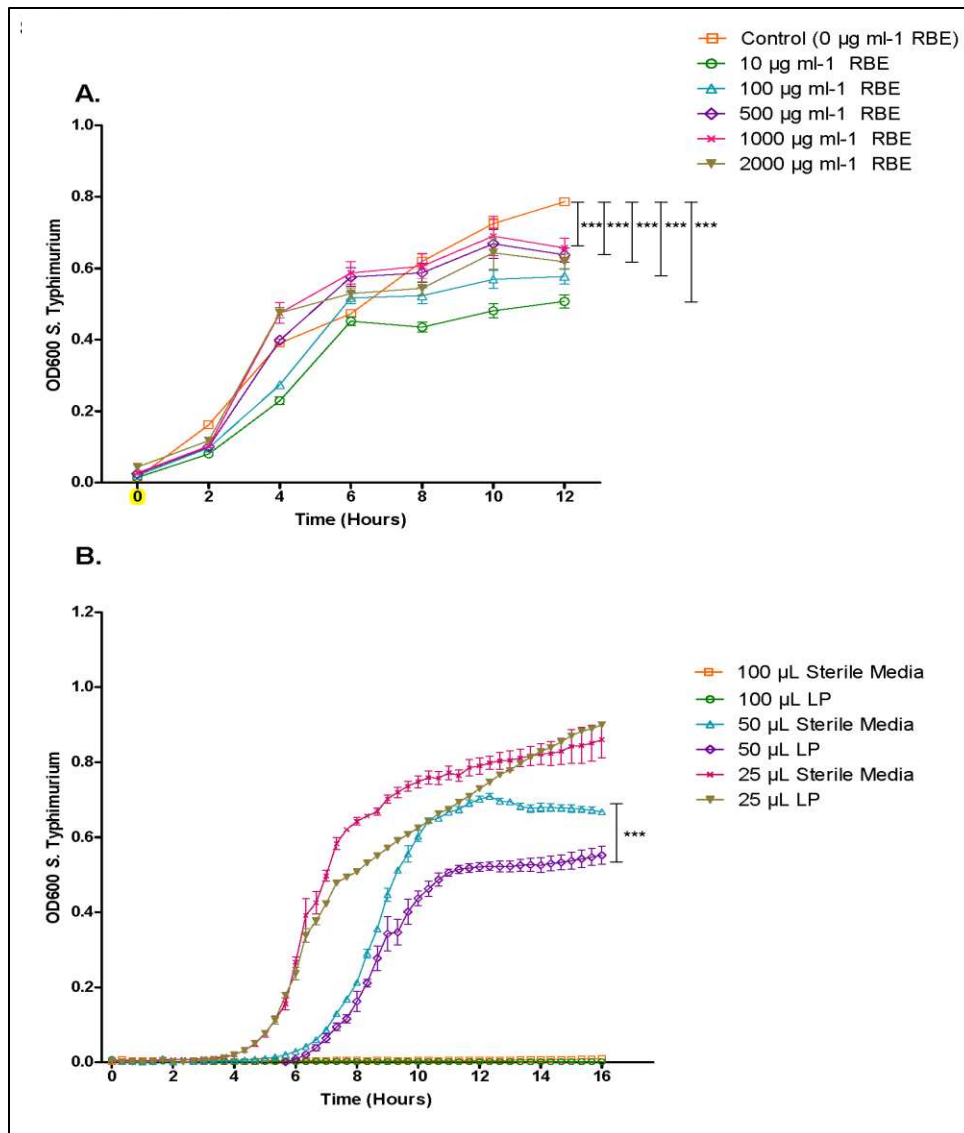 Control (0 µg ml-1 RBE)
10 µg ml-1 RBE
100 µg ml-1 RBE
500 µg ml-1 RBE
1000 µg ml-1 RBE
2000 µg ml-1 RBE
A.
1.0
0.8
0.6
0.4
0.2
0.0
OD600 S. Typhimurium
*** *** *** *** ***
0 2 4 6 8 10 12
Time (Hours)
B.
1.2
1.0
0.8
0.6
0.4
0.2
0.0
OD600 S. Typhimurium
100 µL Sterile Media
100 µL LP
50 µL Sterile Media
50 µL LP
25 µL Sterile Media
25 µL LP
***
0 2 4 6 8 10 12 14 16
Time (Hours)